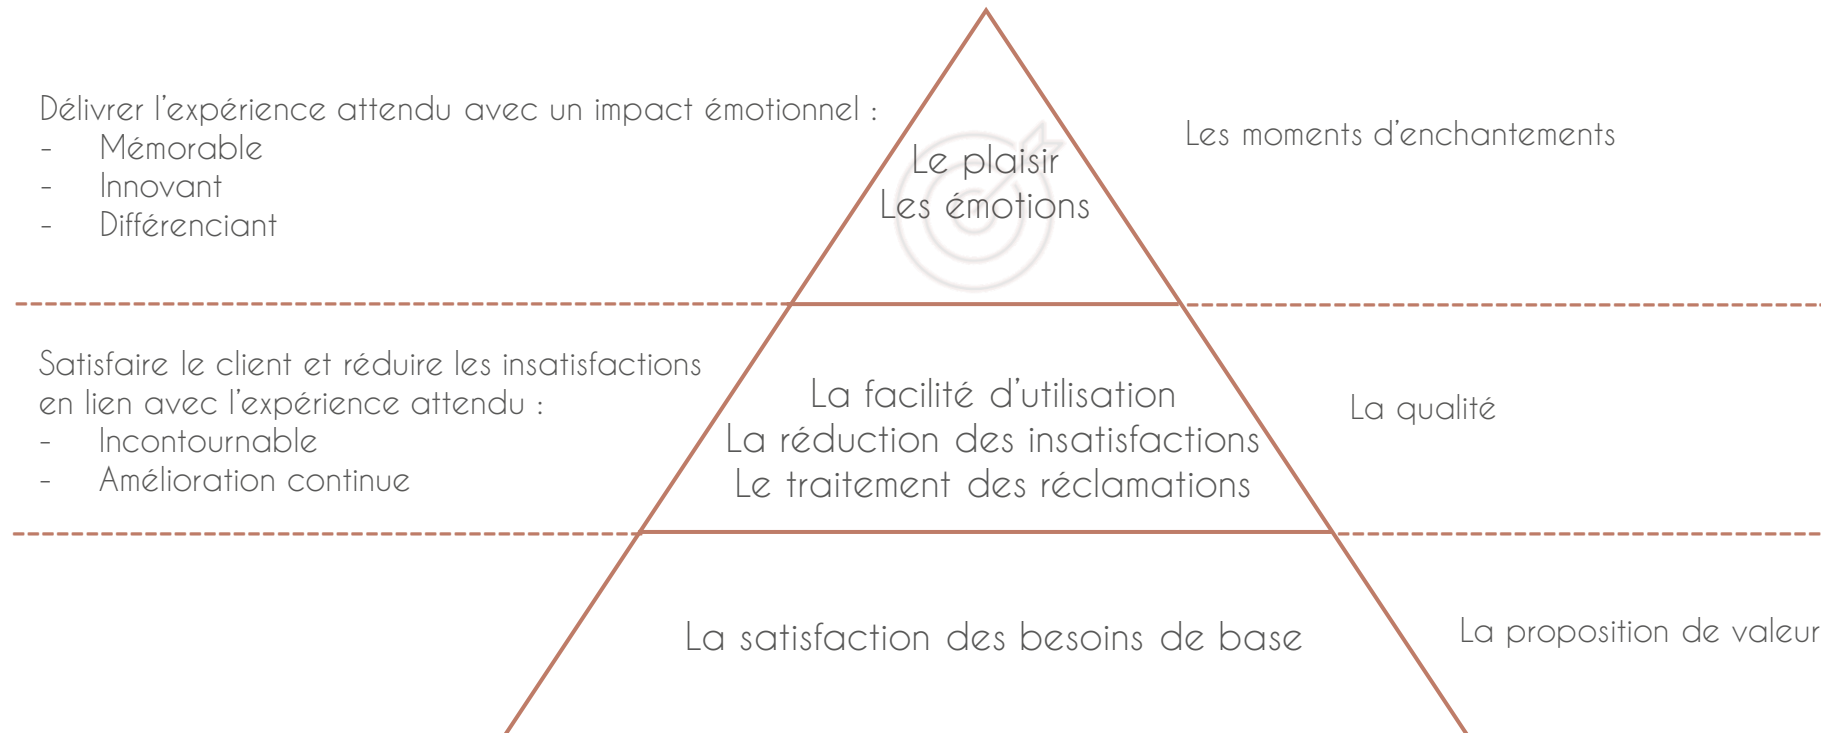 Délivrer l'expérience attendu avec un impact émotionnel :
- Mémorable
- Innovant
- Différenciant
Le plaisir
Les émotions
Les moments d'enchantements
Satisfaire le client et réduire les insatisfactions
en lien avec l'expérience attendu :
- Incontournable
- Amélioration continue
La facilité d'utilisation
La réduction des insatisfactions
Le traitement des réclamations
La qualité
La satisfaction des besoins de base
La proposition de valeur